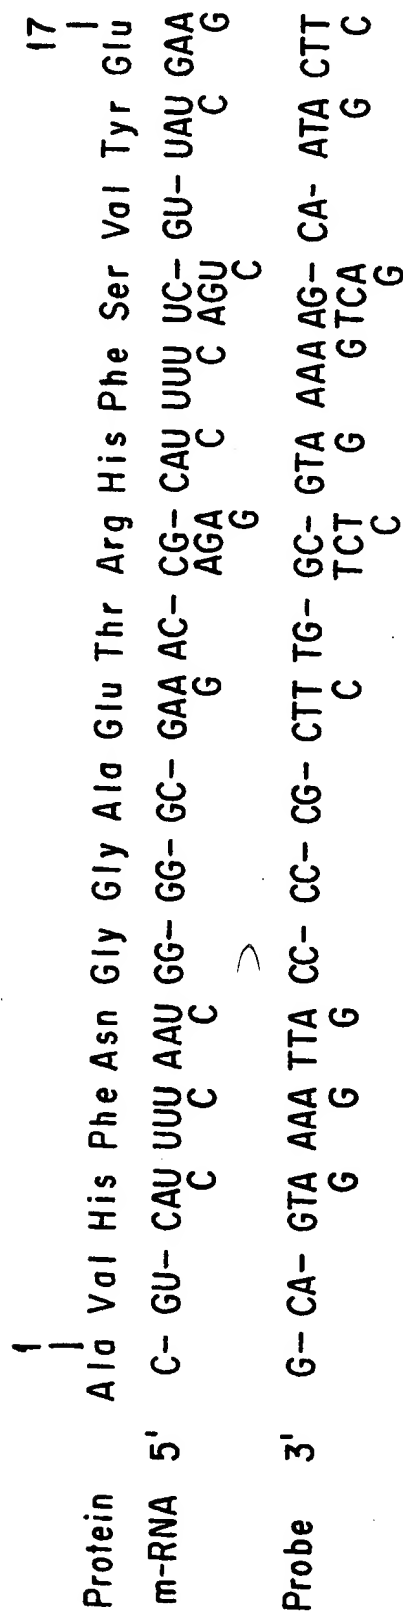 1 17
Protein Ala Val His Phe Asn Gly Gly Ala Glu Thr Arg His Phe Ser Val Tyr Glu
m-RNA 5' C– GU– CAU UUU AAU GG– GG– GC– GAA AC– CG– CAU UUU UC– GU– UAU GAA
C C C G AGA C C AGU C G
G C
Probe 3' G– CA– GTA AAA TTA CC– CC– CG– CTT TG– GC– GTA AAA AG– CA- ATA CTT
G G G C TCT G G TCA G C
C G